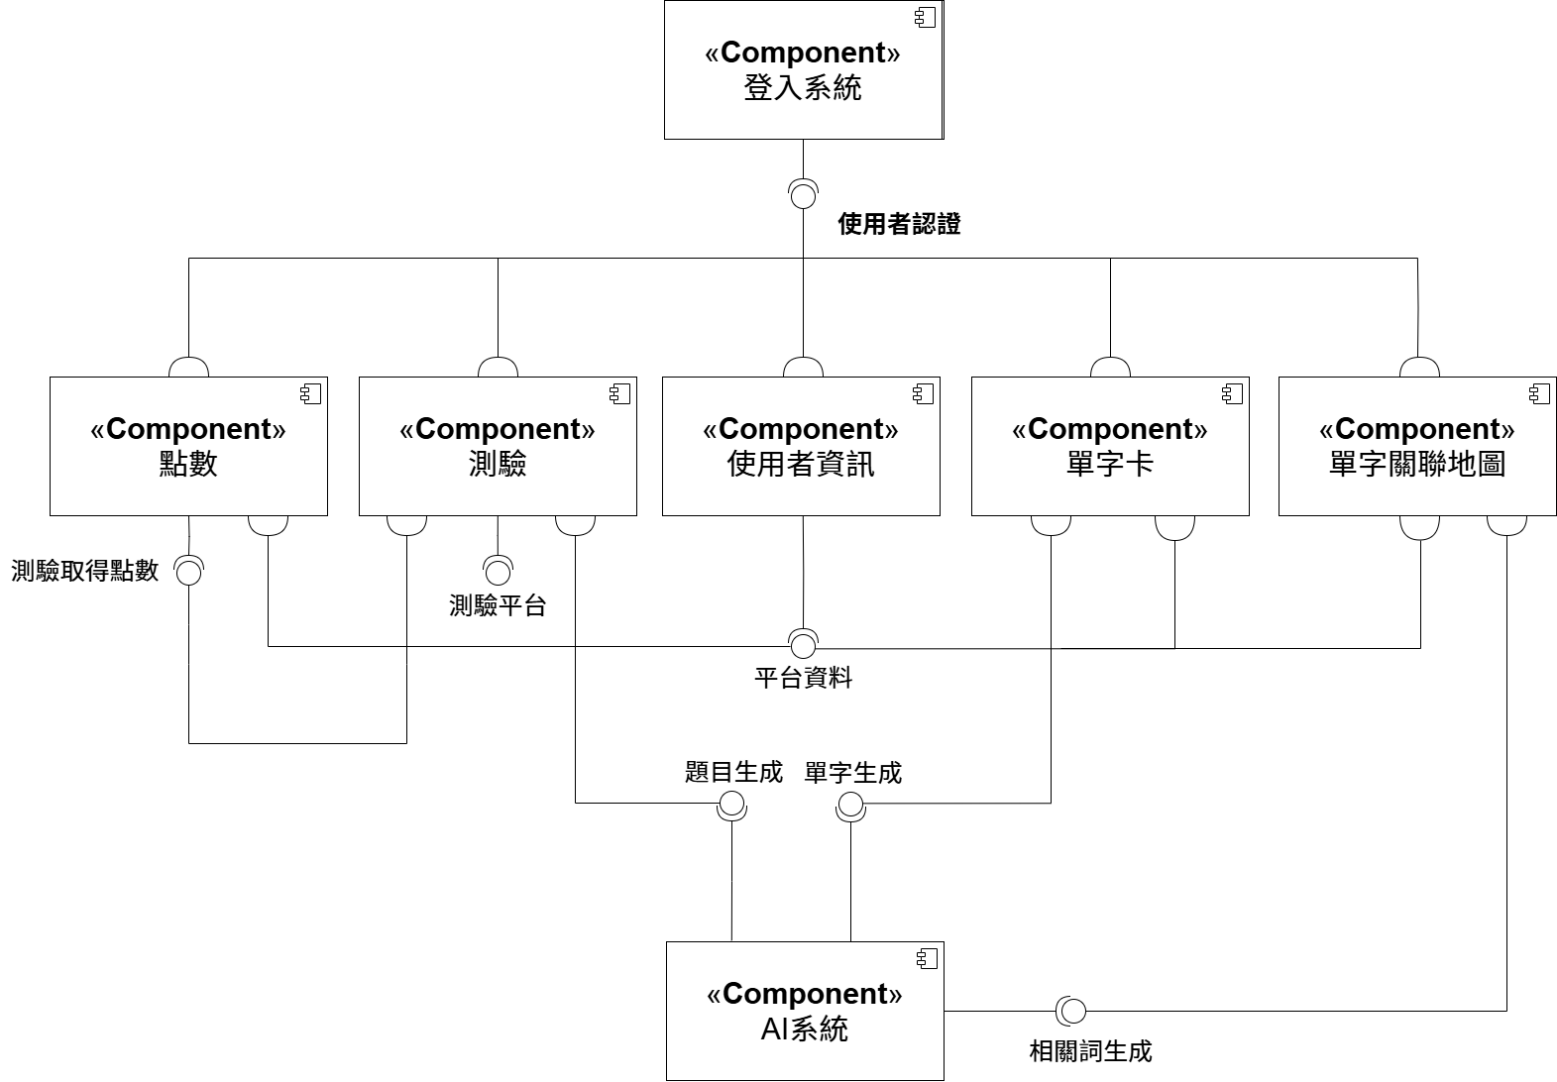 «Component»
登入系統
使用者認證
«Component»
點數
«Component»
測驗
«Component»
使用者資訊
«Component»
單字卡
«Component»
單字關聯地圖
測驗取得點數
測驗平台
平台資料
題目生成
單字生成
«Component»
AI系統
相關詞生成